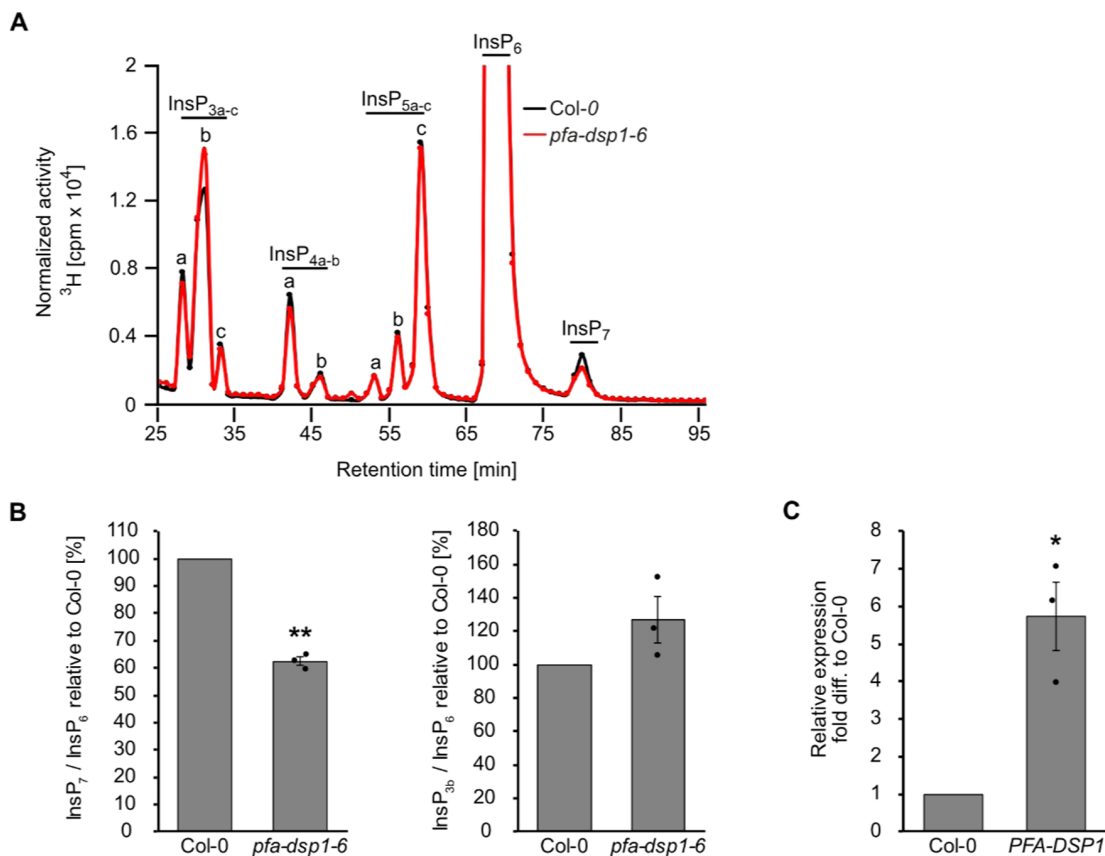 A
InsP6
2
InsP3a-c
InsP5a-c
b
c
Col-0
1.6
pfa-dsp1-6
Normalized activity
³H [cpm x 10⁴]
1.2
InsP4a-b
a
0.8
a
c
b
InsP7
0.4
b
a
0
25 35 45 55 65 75 85 95
Retention time [min]
B
InsP7 / InsP6 relative to Col-0 [%]
110
100
90
80
70
60
50
40
30
20
10
0
**
Col-0 pfa-dsp1-6
InsP3b / InsP6 relative to Col-0 [%]
180
160
140
120
100
80
60
40
20
0
Col-0 pfa-dsp1-6
C
Relative expression
fold diff. to Col-0
8
7
6
5
4
3
2
1
0
*
Col-0 PFA-DSP1